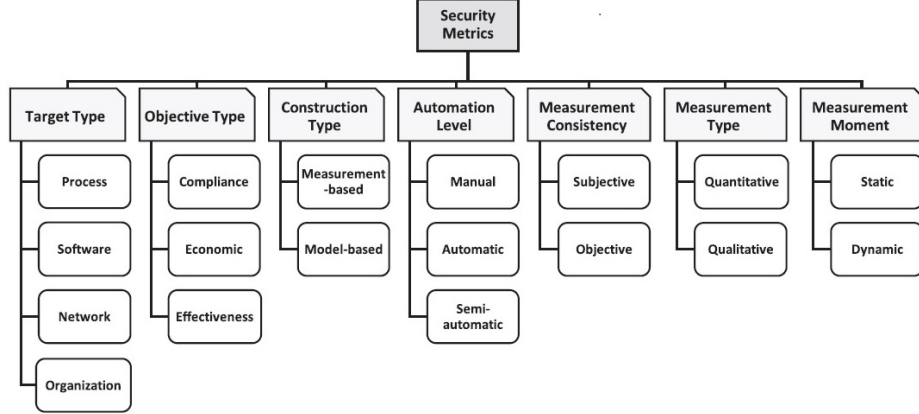 Security
Metrics
Target Type
Objective Type
Construction
Type
Automation
Level
Measurement
Consistency
Measurement
Type
Measurement
Moment
Process
Compliance
Measurement
-based
Manual
Subjective
Quantitative
Static
Software
Economic
Model-based
Automatic
Objective
Qualitative
Dynamic
Network
Effectiveness
Semi-
automatic
Organization